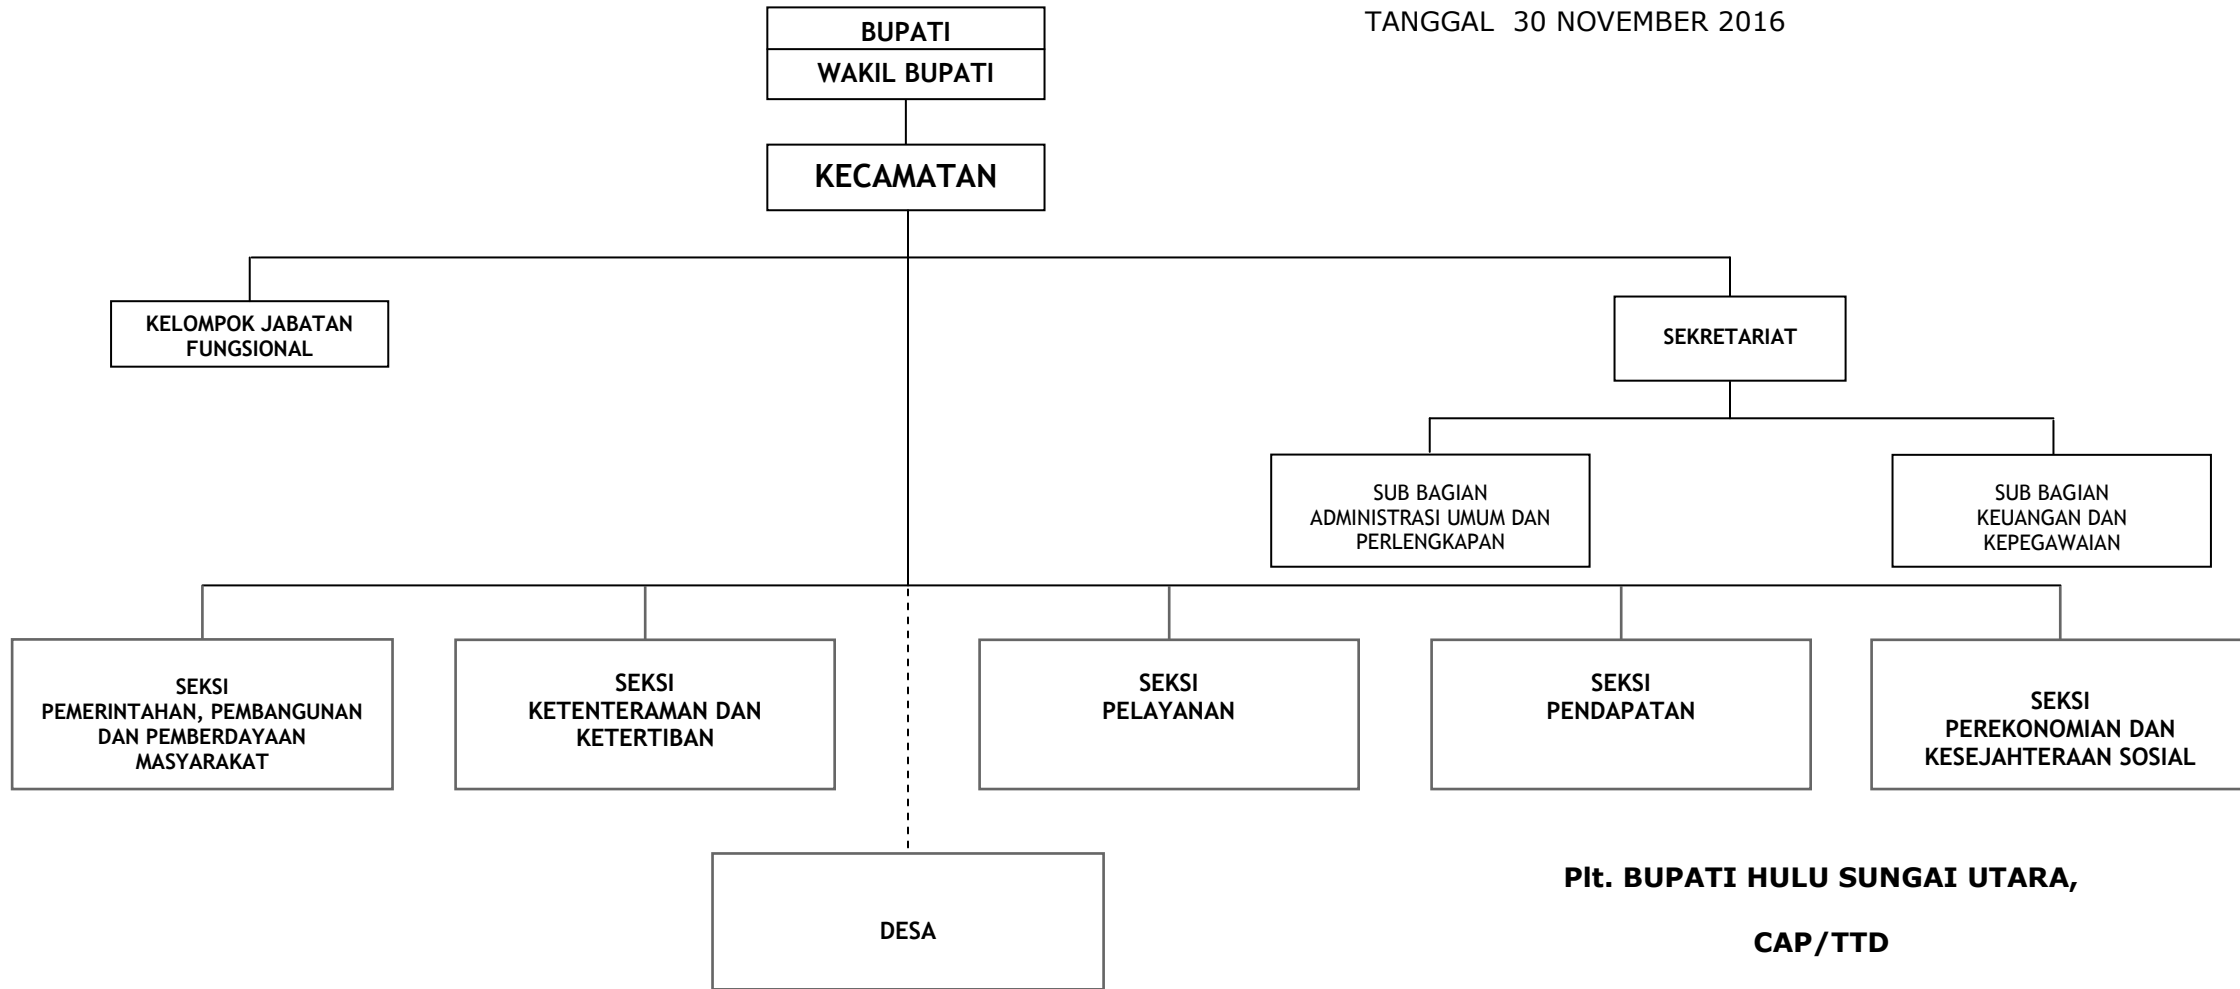 TANGGAL  30 NOVEMBER 2016
BUPATI
WAKIL BUPATI
KECAMATAN
KELOMPOK JABATAN
FUNGSIONAL
SEKRETARIAT
SUB BAGIAN
ADMINISTRASI UMUM DAN
PERLENGKAPAN
SUB BAGIAN
KEUANGAN DAN
KEPEGAWAIAN
SEKSI
PEMERINTAHAN, PEMBANGUNAN
DAN PEMBERDAYAAN
MASYARAKAT
SEKSI
KETENTERAMAN DAN
KETERTIBAN
SEKSI
PELAYANAN
SEKSI
PENDAPATAN
SEKSI
PEREKONOMIAN DAN
KESEJAHTERAAN SOSIAL
DESA
Plt. BUPATI HULU SUNGAI UTARA,
CAP/TTD